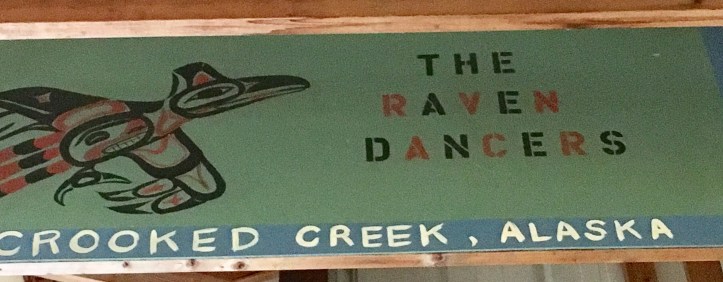 THE
RAVEN
DANCERS
CROOKED CREEK, ALASKA